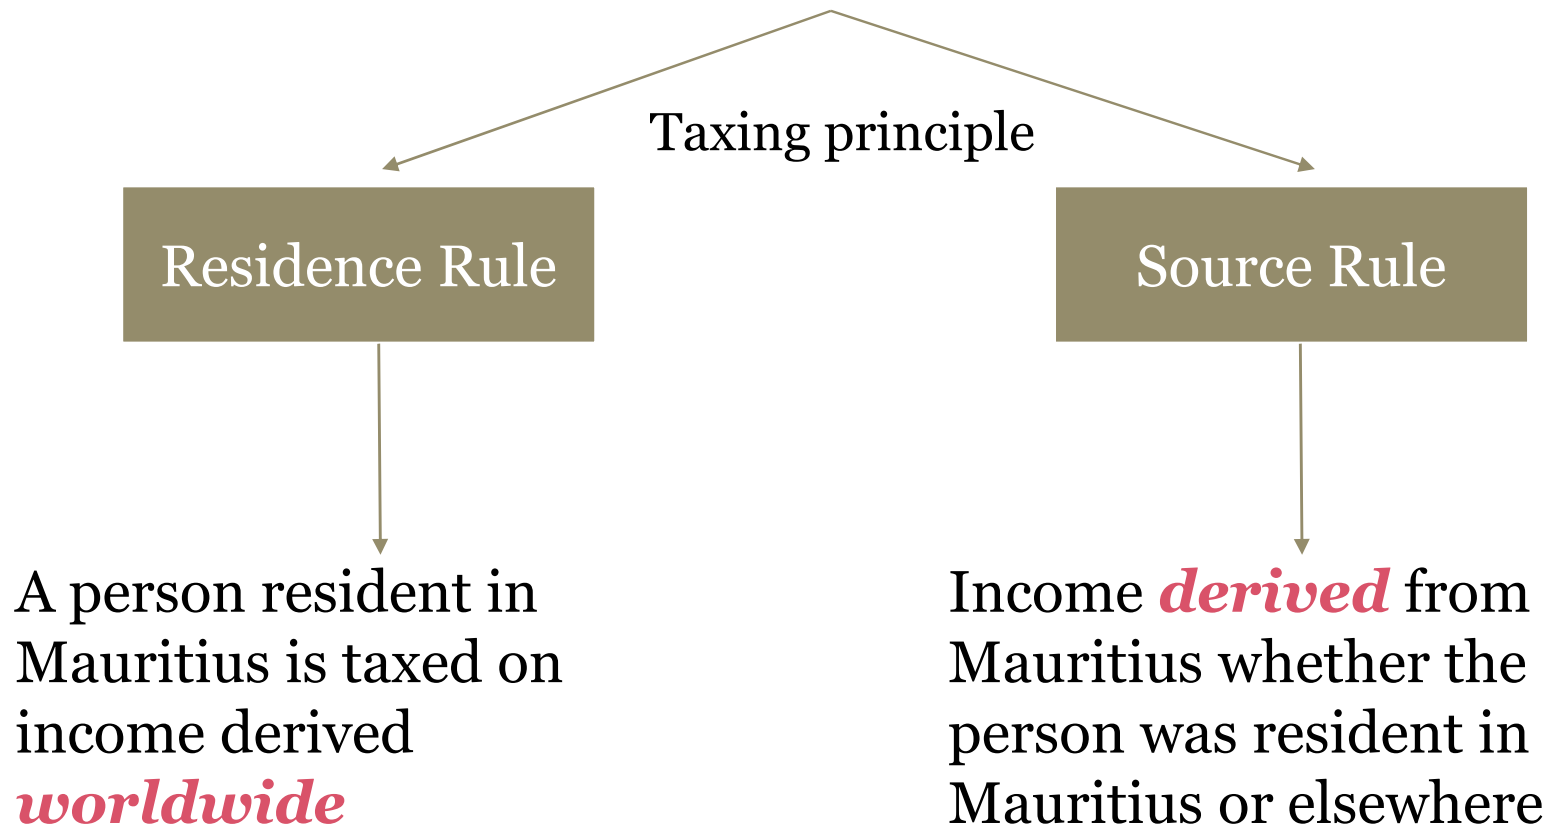 Taxing principle
Residence Rule
Source Rule
A person resident in
Mauritius is taxed on
income derived
worldwide
Income derived from
Mauritius whether the
person was resident in
Mauritius or elsewhere